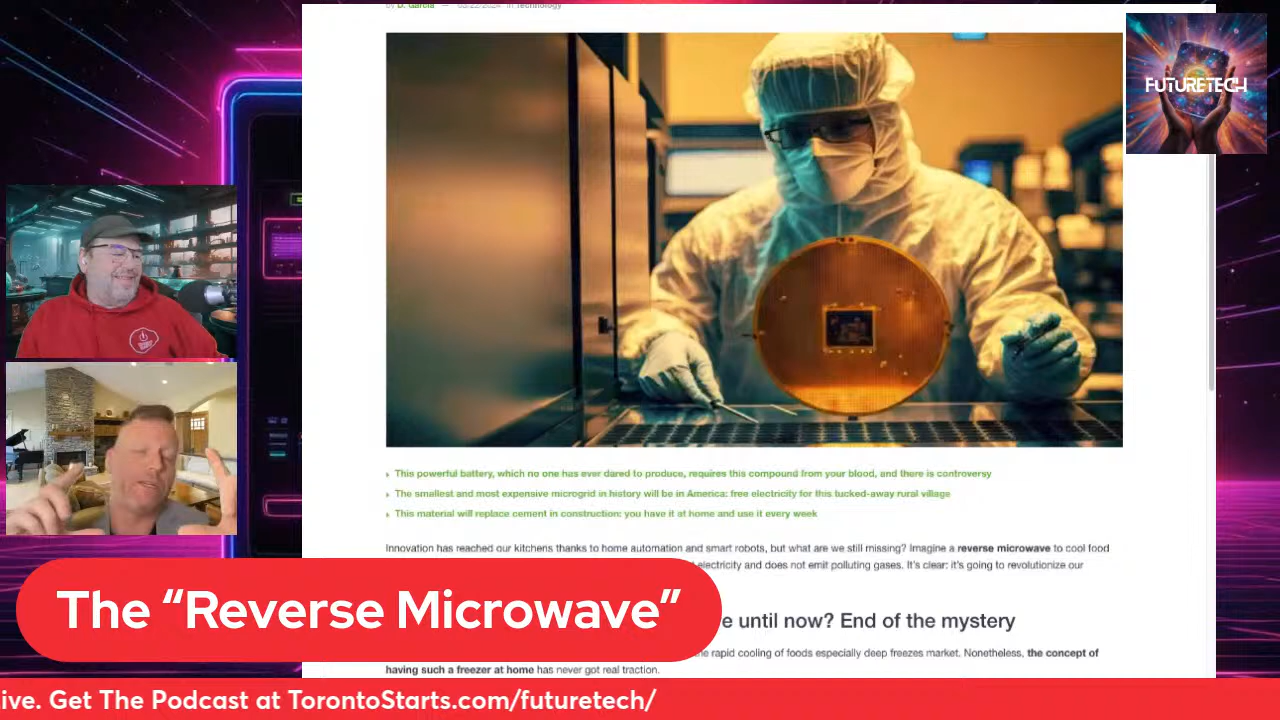 by D. Garcia — 03/22/2024 in Technology
FUTURETECH
This powerful battery, which no one has ever dared to produce, requires this compound from your blood, and there is controversy
The smallest and most expensive microgrid in history will be in America: free electricity for this tucked-away rural village
This material will replace cement in construction: you have it at home and use it every week
Innovation has reached our kitchens thanks to home automation and smart robots, but what are we still missing? Imagine a reverse microwave to cool food
electricity and does not emit polluting gases. It's clear: it's going to revolutionize our
The “Reverse Microwave”
e until now? End of the mystery
rapid cooling of foods especially deep freezes market. Nonetheless, the concept of
having such a freezer at home has never got real traction.
ive. Get The Podcast at TorontoStarts.com/futuretech/